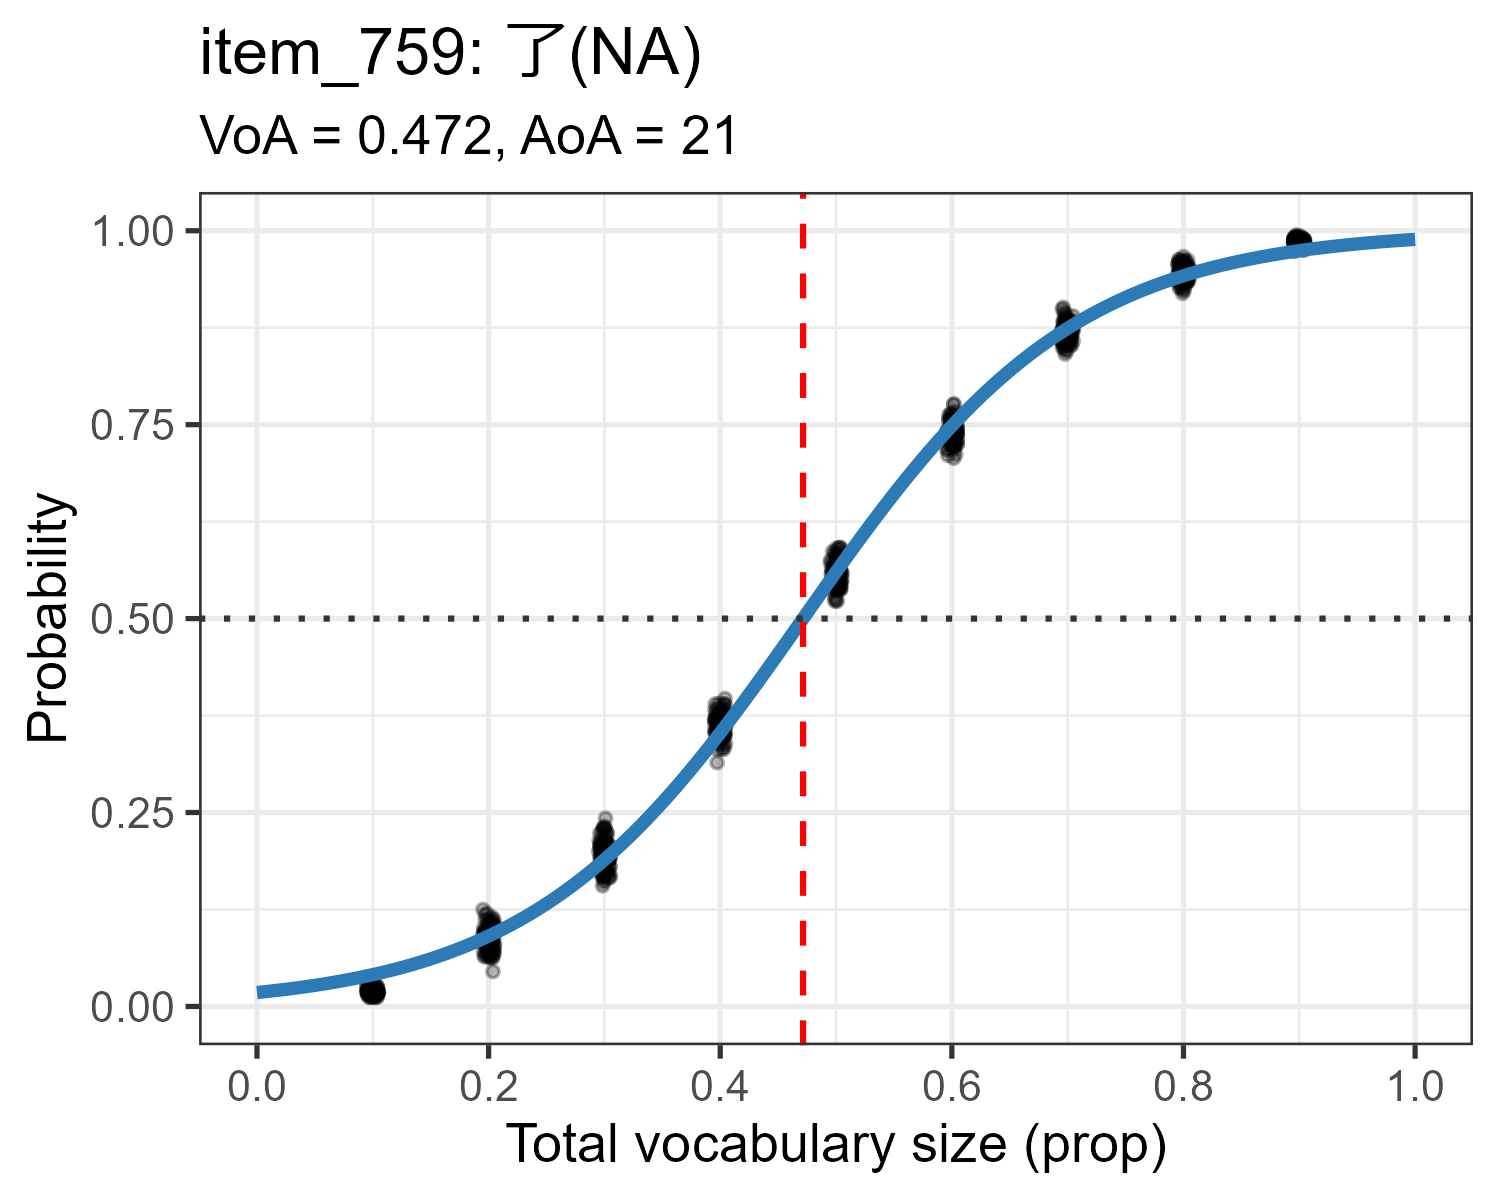 item_759: 了(NA)
VoA = 0.472, AoA = 21
1.00
0.75
0.50
0.25
0.00
Probability
0.0 0.2 0.4 0.6 0.8 1.0
Total vocabulary size (prop)